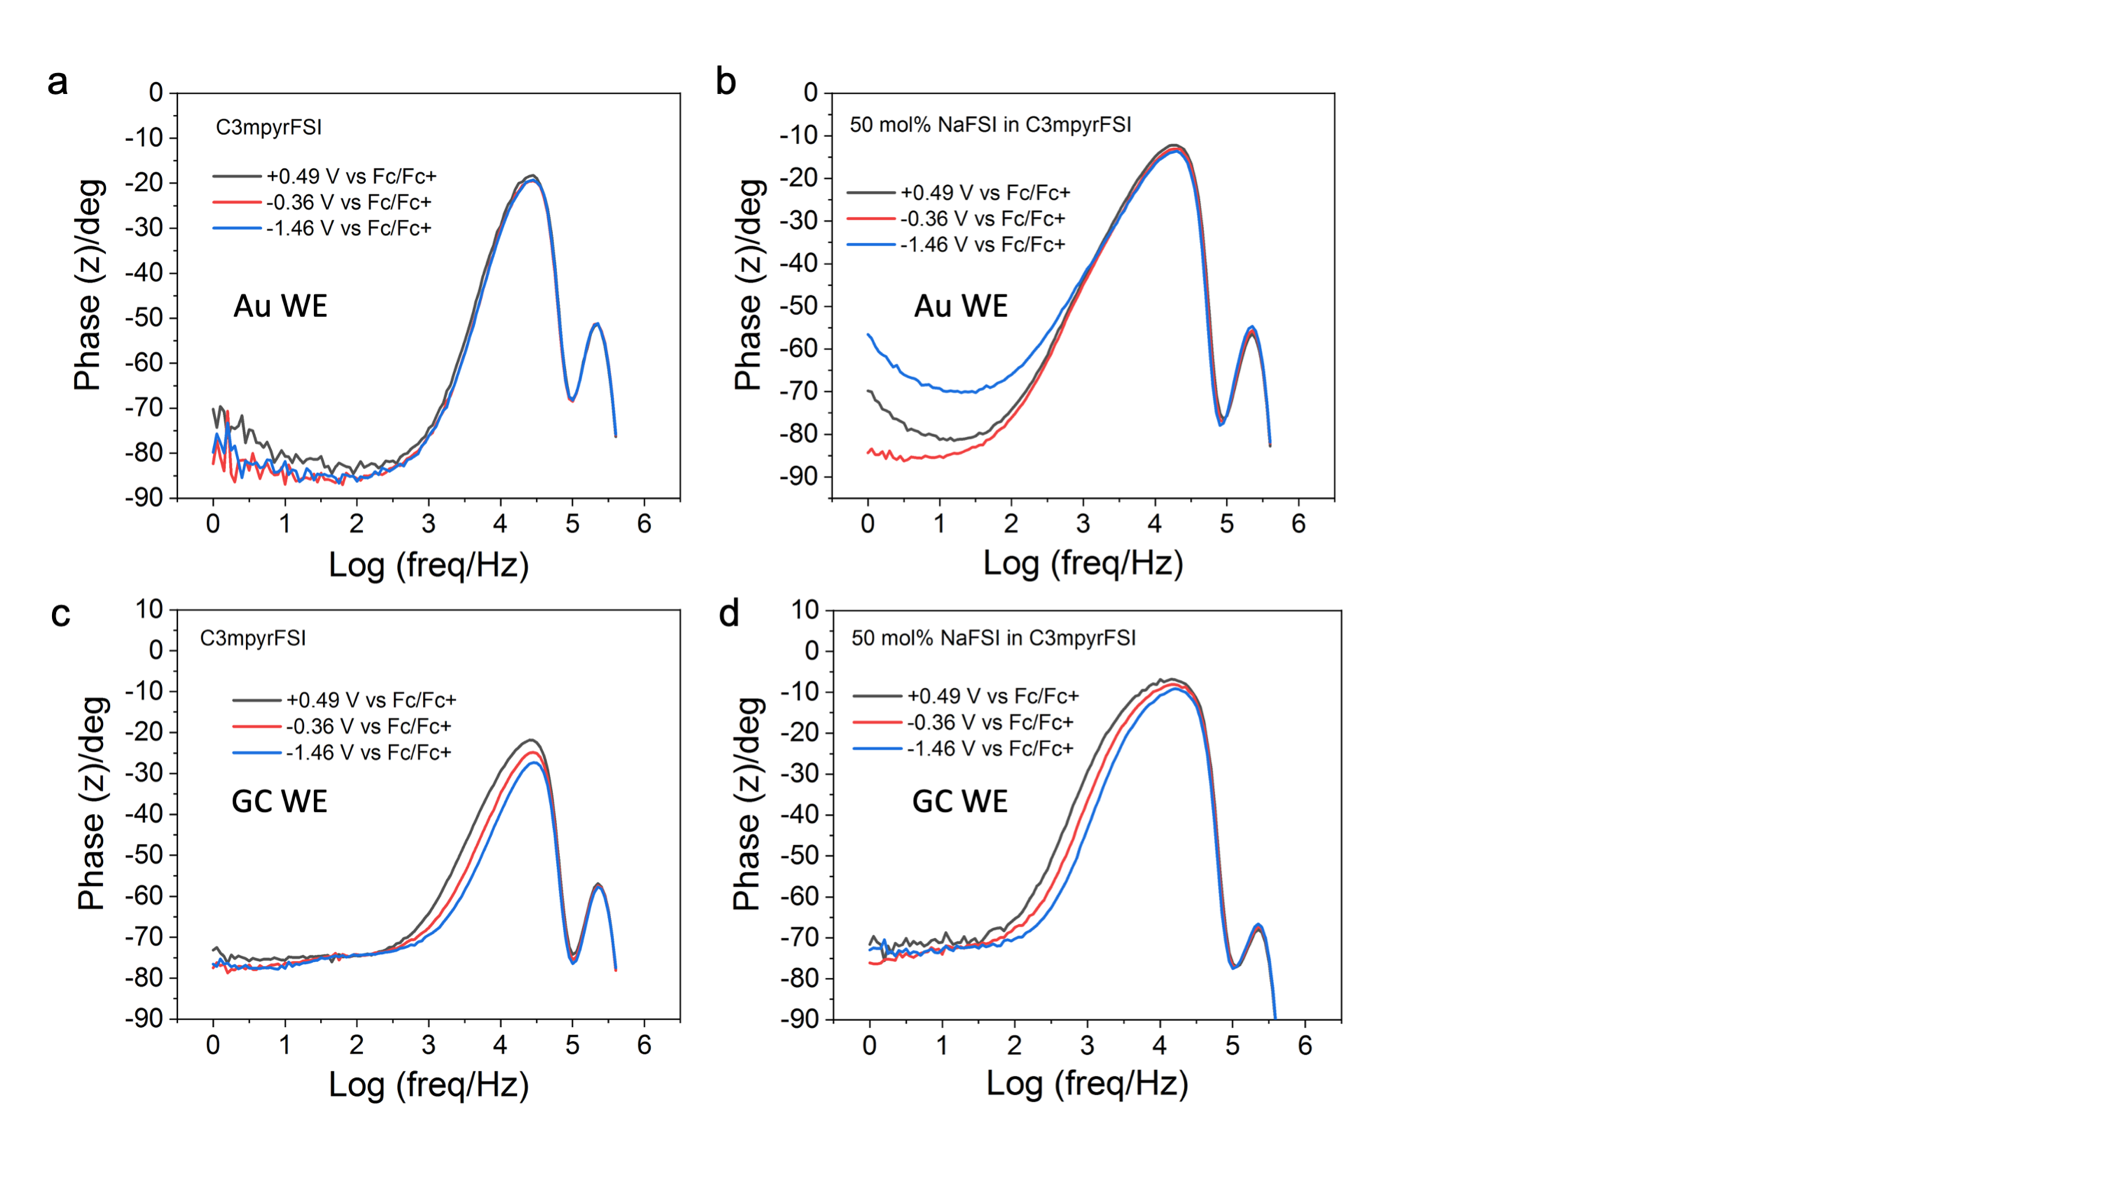 a
0
-10
-20
-30
-40
-50
-60
-70
-80
-90
Phase (z)/deg
C3mpyrFSI
+0.49 V vs Fc/Fc+
-0.36 V vs Fc/Fc+
-1.46 V vs Fc/Fc+
Au WE
0 1 2 3 4 5 6
Log (freq/Hz)
b
0
-10
-20
-30
-40
-50
-60
-70
-80
-90
Phase (z)/deg
50 mol% NaFSI in C3mpyrFSI
+0.49 V vs Fc/Fc+
-0.36 V vs Fc/Fc+
-1.46 V vs Fc/Fc+
Au WE
0 1 2 3 4 5 6
Log (freq/Hz)
c
10
0
-10
-20
-30
-40
-50
-60
-70
-80
-90
Phase (z)/deg
C3mpyrFSI
+0.49 V vs Fc/Fc+
-0.36 V vs Fc/Fc+
-1.46 V vs Fc/Fc+
GC WE
0 1 2 3 4 5 6
Log (freq/Hz)
d
10
0
-10
-20
-30
-40
-50
-60
-70
-80
-90
Phase (z)/deg
50 mol% NaFSI in C3mpyrFSI
+0.49 V vs Fc/Fc+
-0.36 V vs Fc/Fc+
-1.46 V vs Fc/Fc+
GC WE
0 1 2 3 4 5 6
Log (freq/Hz)